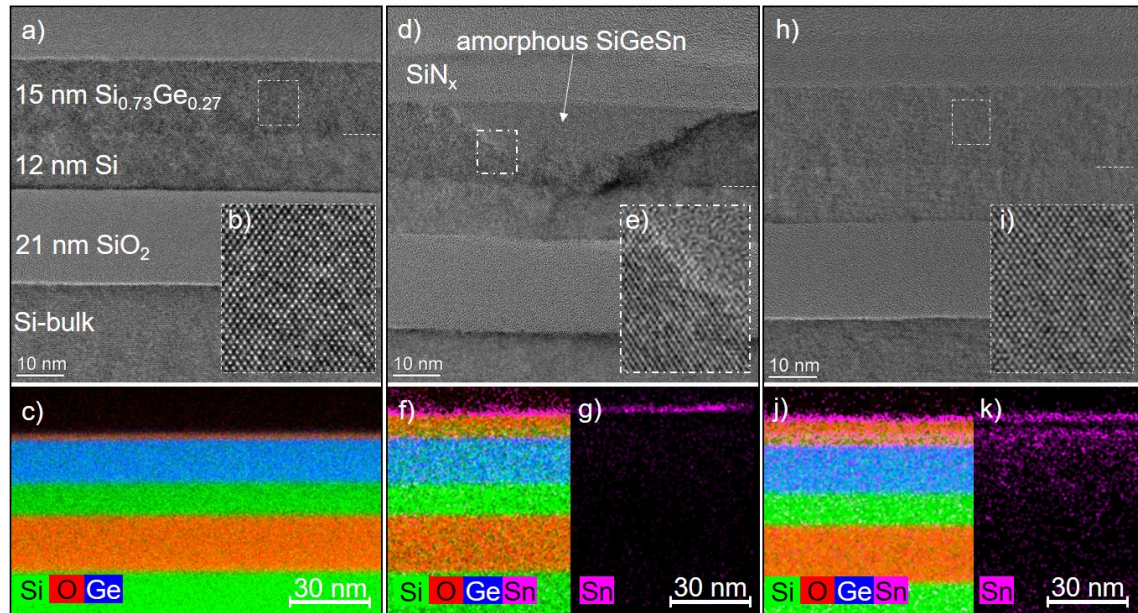 a)
15 nm Si0.73Ge0.27
12 nm Si
b)
21 nm SiO2
Si-bulk
10 nm
c)
Si O Ge
30 nm
d)
amorphous SiGeSn
SiNx
e)
10 nm
f)
g)
Si O Ge Sn
Sn
30 nm
h)
i)
10 nm
j)
k)
Si O Ge Sn
Sn
30 nm